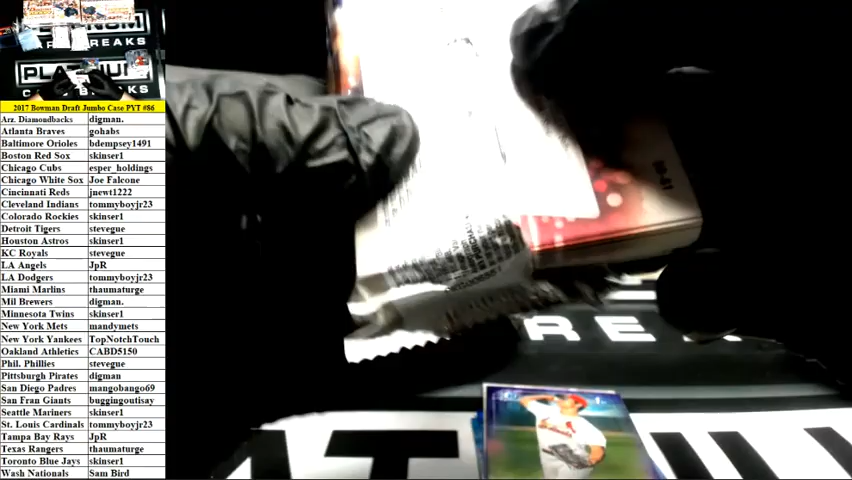 PLATINUM
CARD BREAKS
PLATINUM
2017 Bowman Draft Jumbo Case PYT #86
Arz. Diamondbacks digman.
Atlanta Braves gohabs
Baltimore Orioles bdempsey1491
Boston Red Sox skinser1
Chicago Cubs esper_holdings
Chicago White Sox Joe Falcone
Cincinnati Reds jnewt1222
Cleveland Indians tommyboyjr23
Colorado Rockies skinser1
Detroit Tigers stevegue
Houston Astros skinser1
KC Royals stevegue
LA Angels JpR
LA Dodgers tommyboyjr23
Miami Marlins thaumaturge
Mil Brewers digman.
Minnesota Twins skinser1
New York Mets mandymets
New York Yankees TopNotchTouch
Oakland Athletics CABD5150
Phil. Phillies stevegue
Pittsburgh Pirates digman
San Diego Padres mangobango69
San Fran Giants buggingoutisay
Seattle Mariners skinser1
St. Louis Cardinals tommyboyjr23
Tampa Bay Rays JpR
Texas Rangers thaumaturge
Toronto Blue Jays skinser1
Wash Nationals Sam Bird